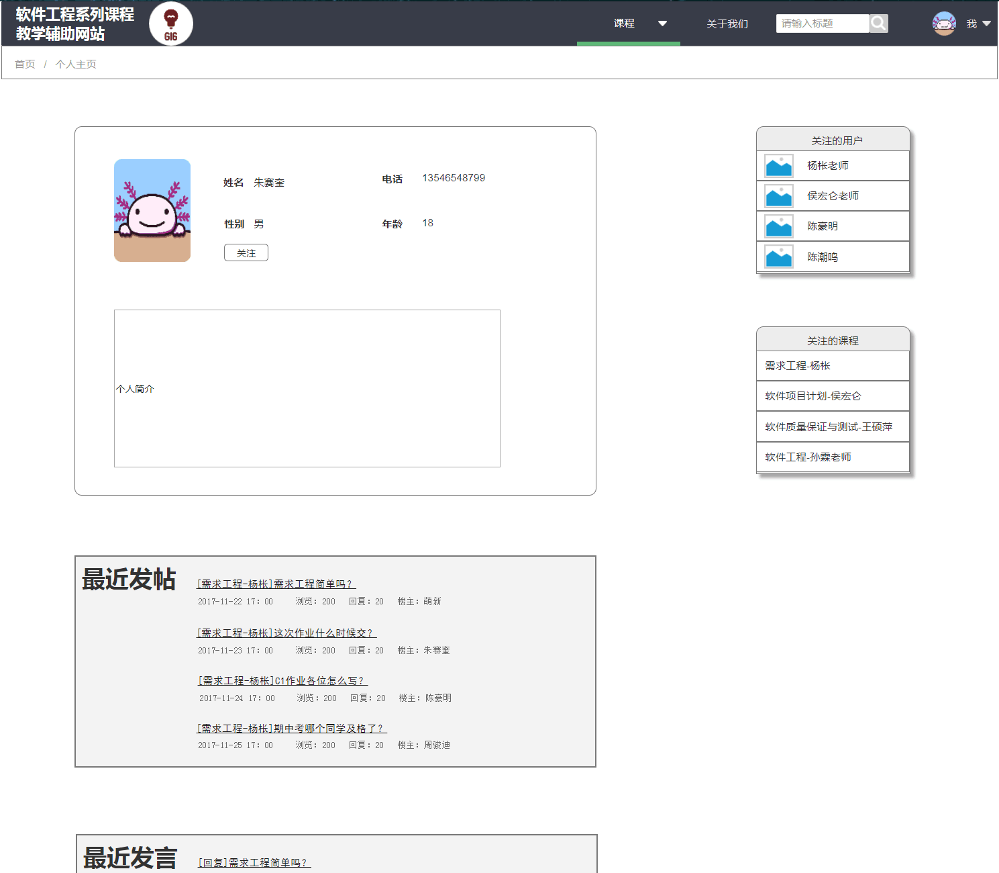 软件工程系列课程
教学辅助网站
G16
课程
关于我们
请输入标题
我
首页 / 个人主页
姓名 朱赛奎
电话 13546548799
性别 男
年龄 18
关注
个人简介
关注的用户
杨枨老师
侯宏仑老师
陈豪明
陈潮鸣
关注的课程
需求工程-杨枨
软件项目计划-侯宏仑
软件质量保证与测试-王硕萍
软件工程-孙霖老师
最近发帖
[需求工程-杨枨]需求工程简单吗?
2017-11-22 17: 00 浏览: 200 回复: 20 楼主: 萌新
[需求工程-杨枨]这次作业什么时候交?
2017-11-23 17: 00 浏览: 200 回复: 20 楼主: 朱赛奎
[需求工程-杨枨]C1作业各位怎么写?
2017-11-24 17: 00 浏览: 200 回复: 20 楼主: 陈豪明
[需求工程-杨枨]期中考哪个同学及格了?
2017-11-25 17: 00 浏览: 200 回复: 20 楼主: 周骏迪
最近发言
[回复]需求工程简单吗?